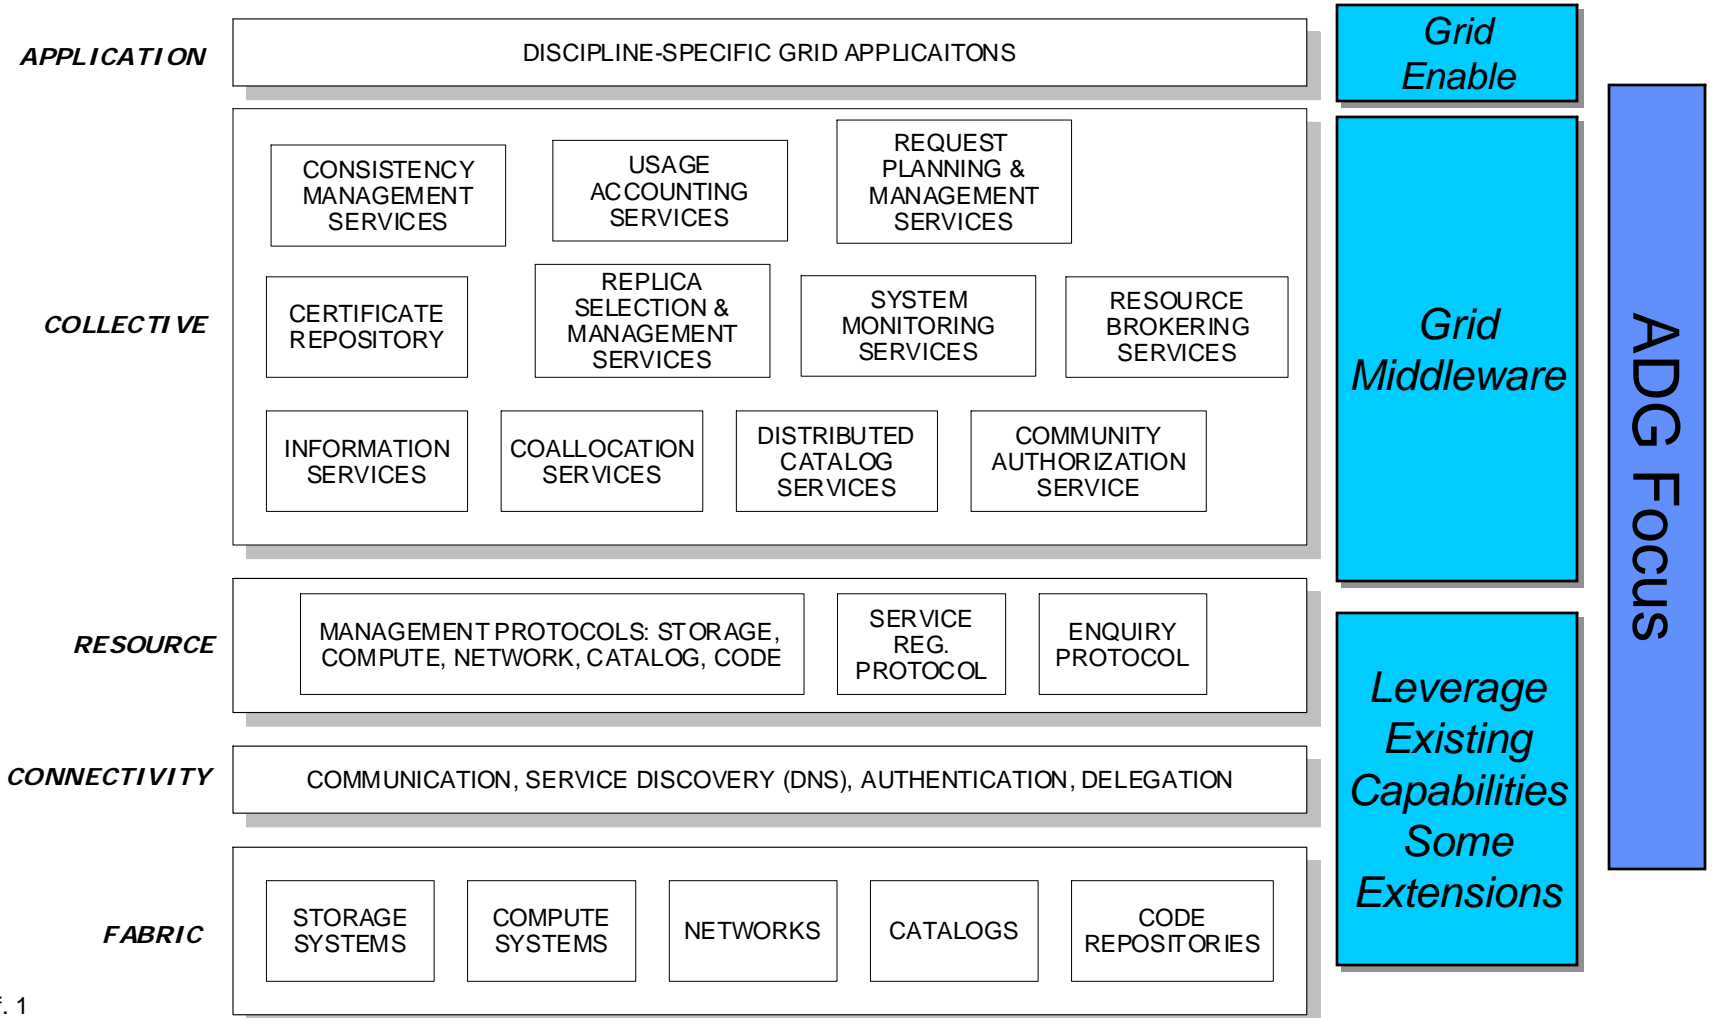 APPLICATION
DISCIPLINE-SPECIFIC GRID APPLICAITONS
Grid
Enable
COLLECTIVE
CONSISTENCY
MANAGEMENT
SERVICES
USAGE
ACCOUNTING
SERVICES
REQUEST
PLANNING &
MANAGEMENT
SERVICES
CERTIFICATE
REPOSITORY
REPLICA
SELECTION &
MANAGEMENT
SERVICES
SYSTEM
MONITORING
SERVICES
RESOURCE
BROKERING
SERVICES
INFORMATION
SERVICES
COALLOCATION
SERVICES
DISTRIBUTED
CATALOG
SERVICES
COMMUNITY
AUTHORIZATION
SERVICE
Grid
Middleware
RESOURCE
MANAGEMENT PROTOCOLS: STORAGE,
COMPUTE, NETWORK, CATALOG, CODE
SERVICE
REG.
PROTOCOL
ENQUIRY
PROTOCOL
CONNECTIVITY
COMMUNICATION, SERVICE DISCOVERY (DNS), AUTHENTICATION, DELEGATION
FABRIC
STORAGE
SYSTEMS
COMPUTE
SYSTEMS
NETWORKS
CATALOGS
CODE
REPOSITORIES
Leverage
Existing
Capabilities
Some
Extensions
ADG Focus
. 1